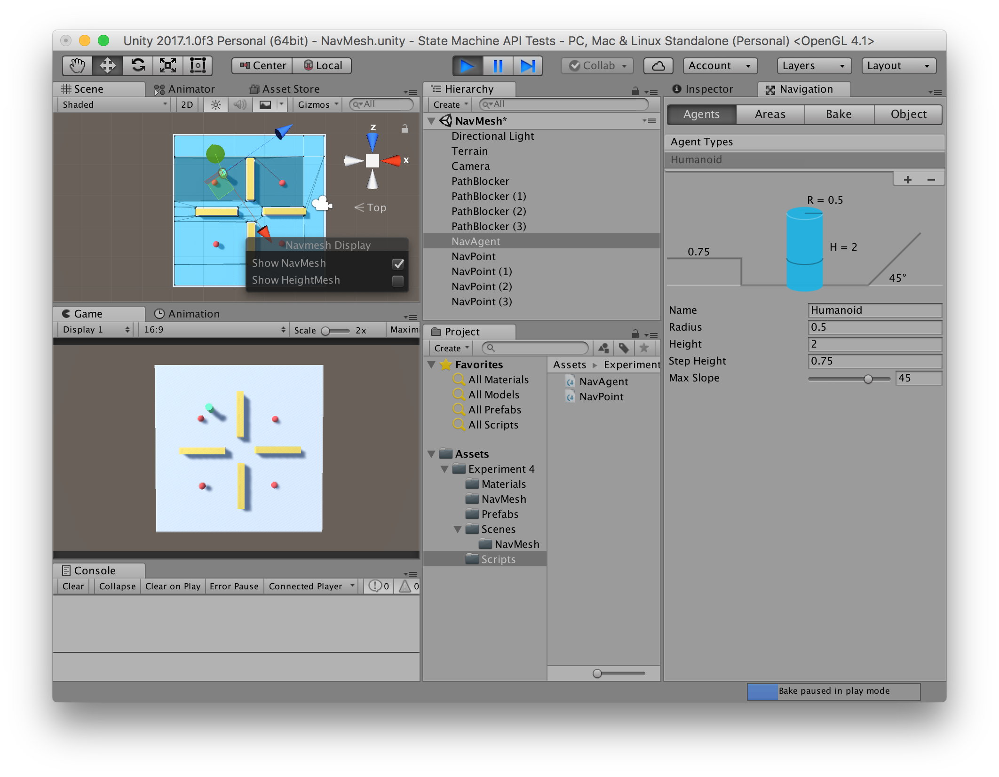 Unity 2017.1.0f3 Personal (64bit) - NavMesh.unity - State Machine API Tests - PC, Mac & Linux Standalone (Personal) <OpenGL 4.1>
Center Local Collab Account Layers Layout
Scene Animator Asset Store
Shaded 2D Gizmos All
z
x
Top
Navmesh Display
Show NavMesh
Show HeightMesh
Game Animation
Display 1 16:9 Scale 2x Maxim
Console
Clear Collapse Clear on Play Error Pause Connected Player 0 0
Hierarchy
Create All
NavMesh*
Directional Light
Terrain
Camera
PathBlocker
PathBlocker (1)
PathBlocker (2)
PathBlocker (3)
NavAgent
NavPoint
NavPoint (1)
NavPoint (2)
NavPoint (3)
Project
Create
Favorites
All Materials
All Models
All Prefabs
All Scripts
Assets
Experiment 4
Materials
NavMesh
Prefabs
Scenes
NavMesh
Scripts
Assets Experiment
C# NavAgent
C# NavPoint
Inspector Navigation
Agents Areas Bake Object
Agent Types
Humanoid
R = 0.5
H = 2
0.75
45°
Name Humanoid
Radius 0.5
Height 2
Step Height 0.75
Max Slope 45
Bake paused in play mode